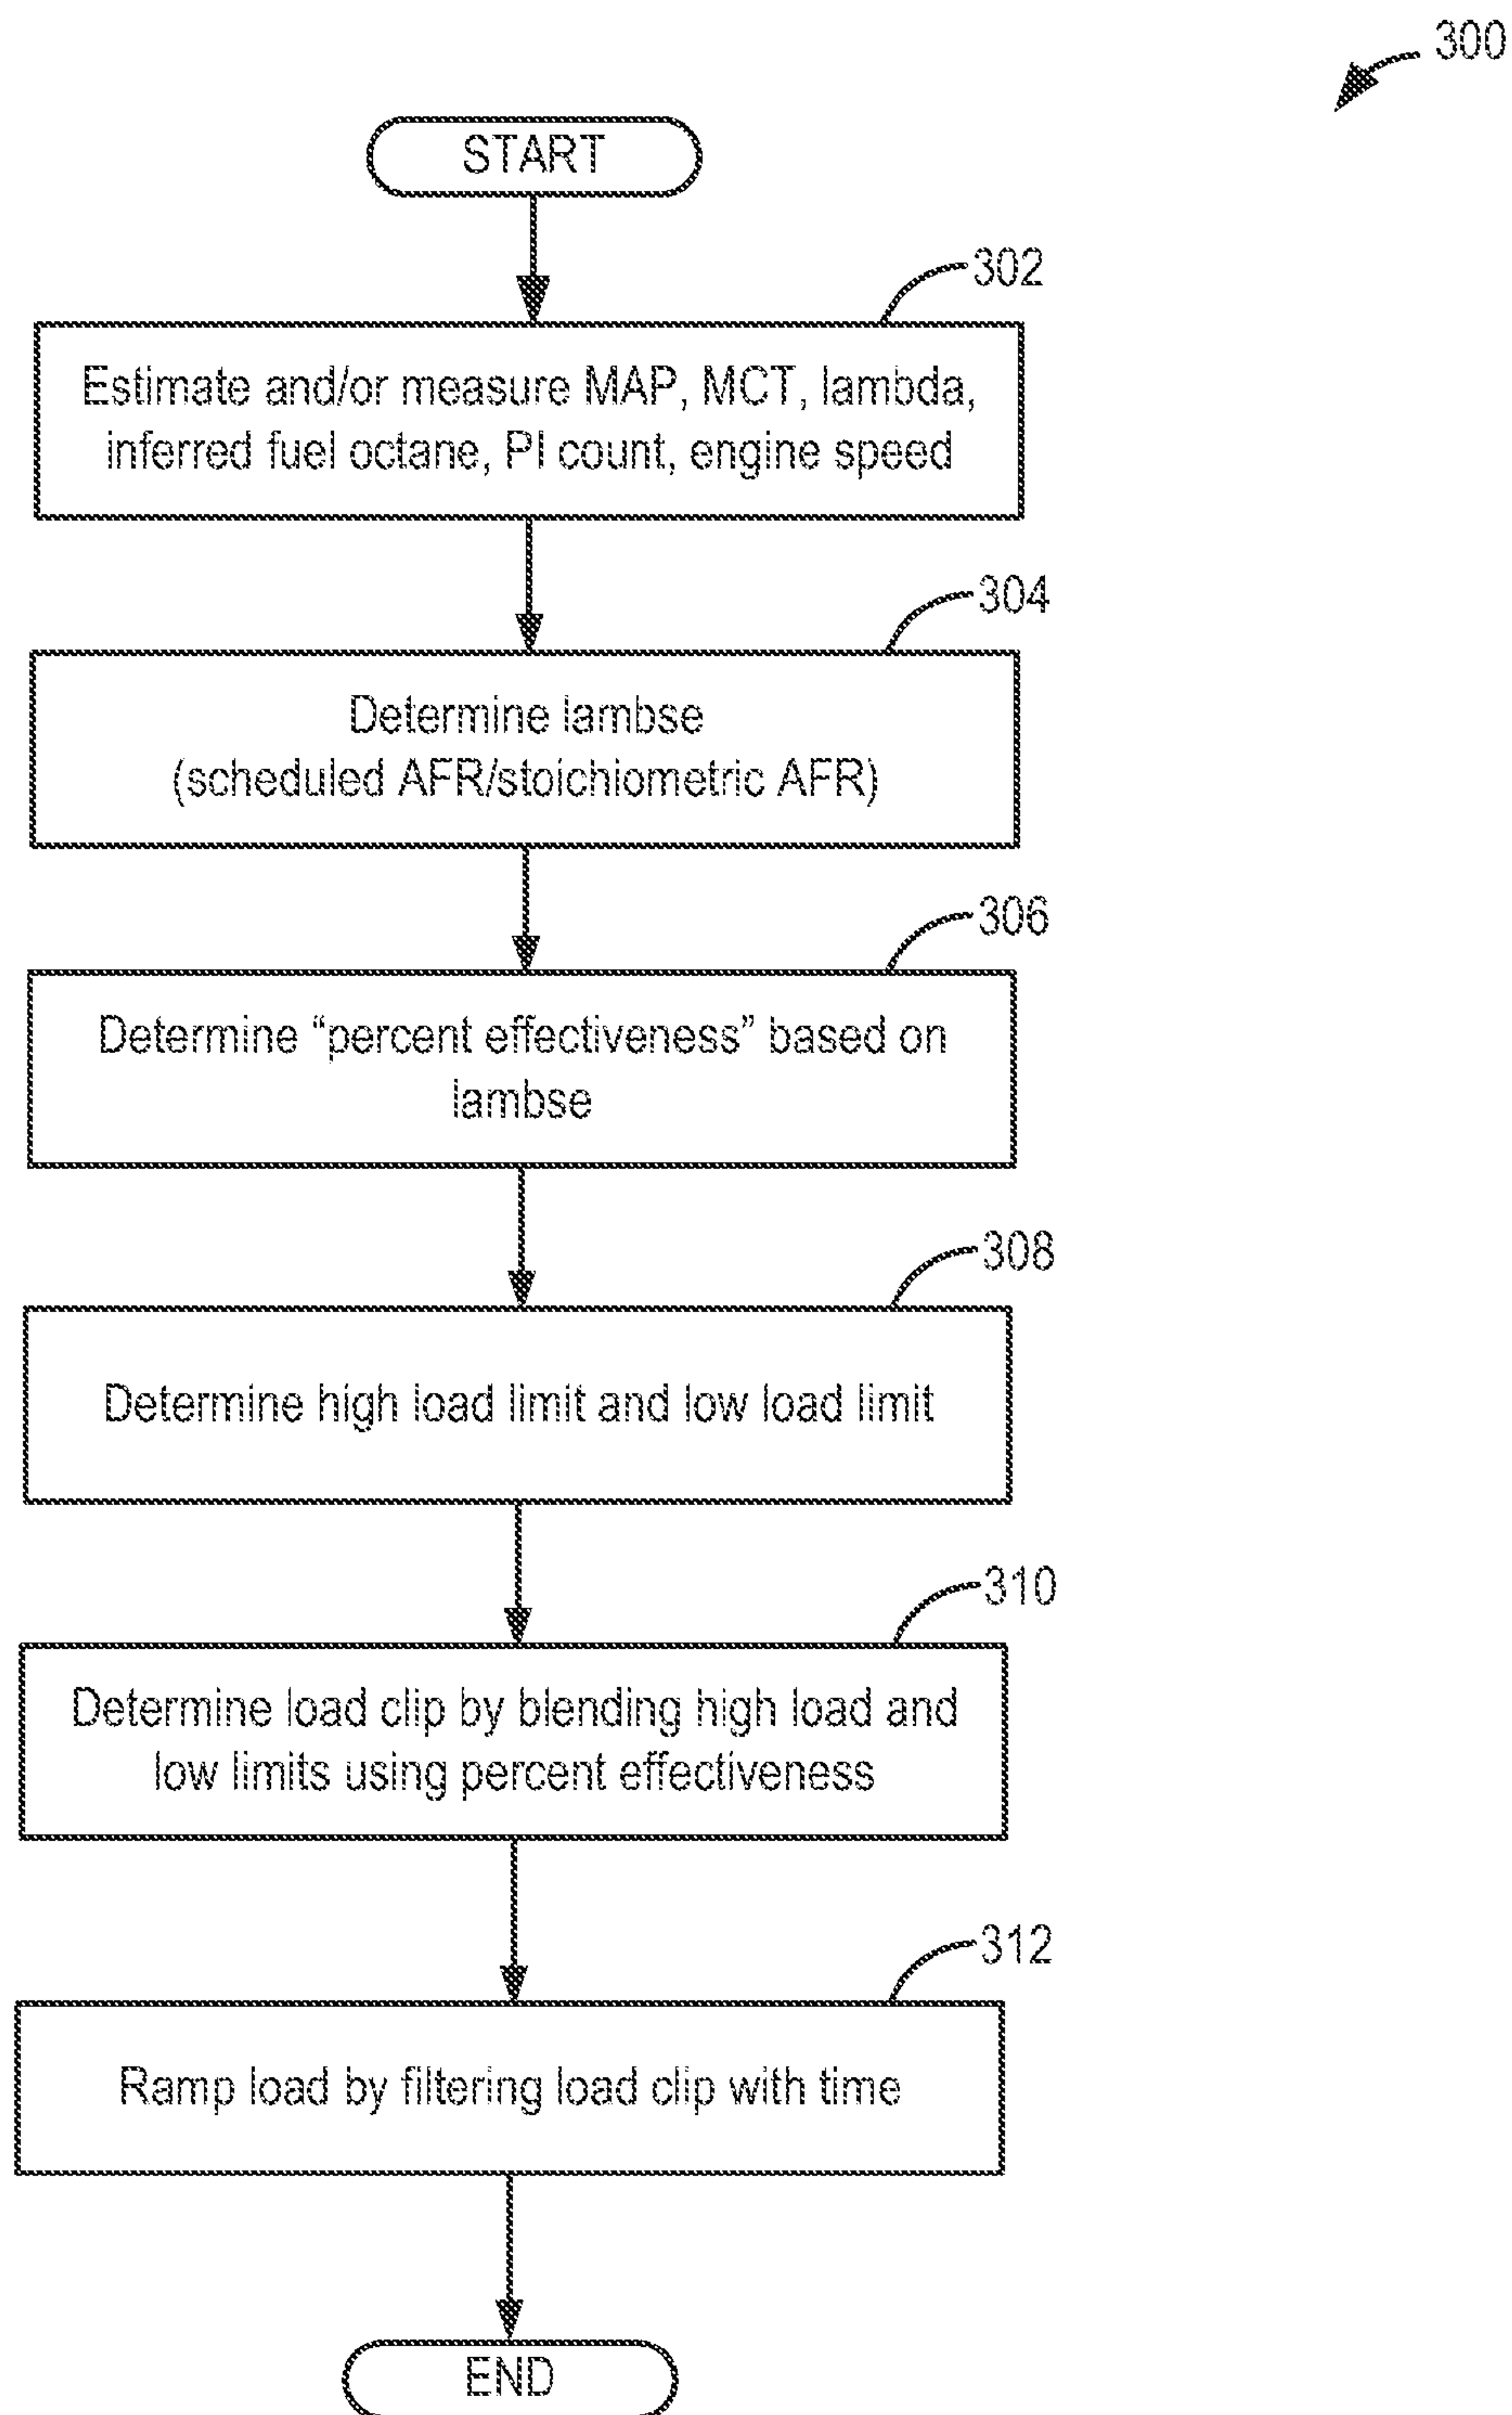 300
START
302
Estimate and/or measure MAP, MCT, lambda,
inferred fuel octane, PI count, engine speed
304
Determine lambse
(scheduled AFR/stoichiometric AFR)
306
Determine “percent effectiveness” based on
lambse
308
Determine high load limit and low load limit
310
Determine load clip by blending high load and
low limits using percent effectiveness
312
Ramp load by filtering load clip with time
END